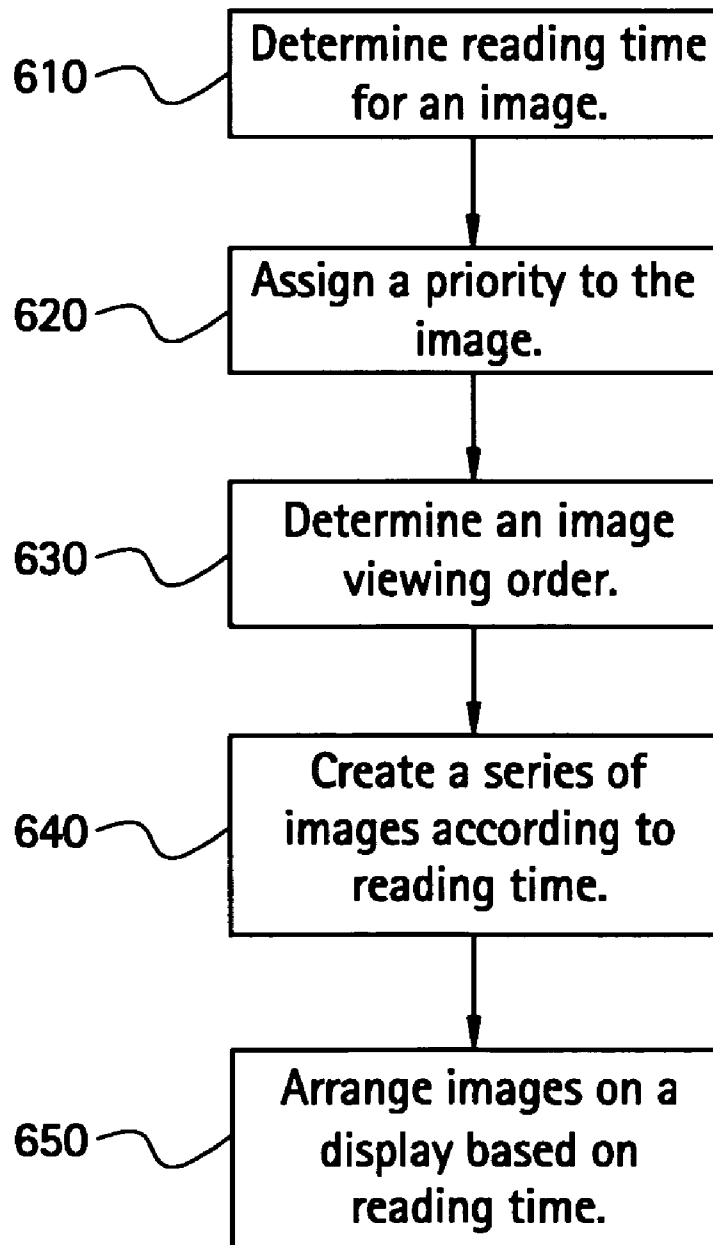 610
Determine reading time
for an image.
620
Assign a priority to the
image.
630
Determine an image
viewing order.
640
Create a series of
images according to
reading time.
650
Arrange images on a
display based on
reading time.